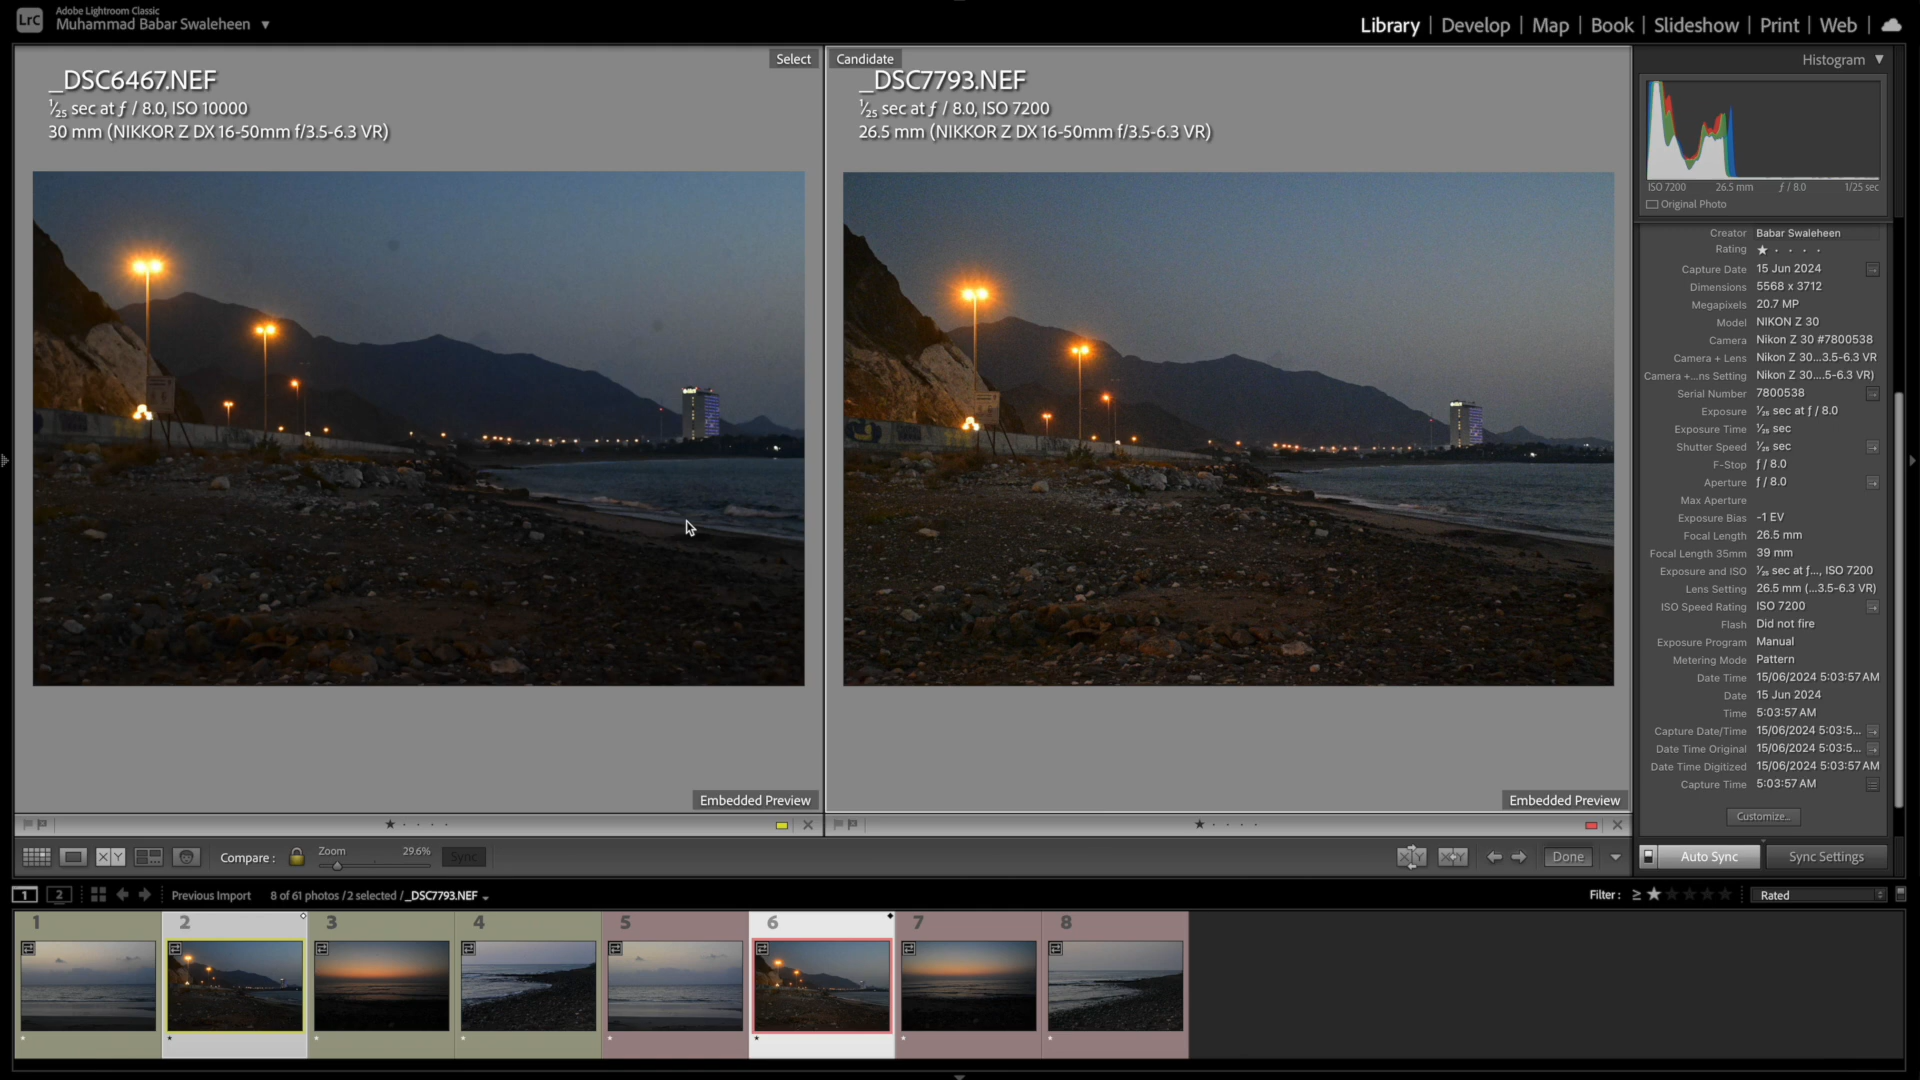 LrC
Adobe Lightroom Classic
Muhammad Babar Swaleheen
Library | Develop | Map | Book | Slideshow | Print | Web
Select
_DSC6467.NEF
1/25 sec at ƒ / 8.0, ISO 10000
30 mm (NIKKOR Z DX 16-50mm f/3.5-6.3 VR)
Embedded Preview
Candidate
_DSC7793.NEF
1/25 sec at ƒ / 8.0, ISO 7200
26.5 mm (NIKKOR Z DX 16-50mm f/3.5-6.3 VR)
Embedded Preview
Histogram
ISO 7200 26.5 mm ƒ / 8.0 1/25 sec
Original Photo
Creator Babar Swaleheen
Rating
Capture Date 15 Jun 2024
Dimensions 5568 x 3712
Megapixels 20.7 MP
Model NIKON Z 30
Camera Nikon Z 30 #7800538
Camera + Lens Nikon Z 30...3.5-6.3 VR
Camera +...ns Setting Nikon Z 30....5-6.3 VR)
Serial Number 7800538
Exposure 1/25 sec at ƒ / 8.0
Exposure Time 1/25 sec
Shutter Speed 1/25 sec
F-Stop ƒ / 8.0
Aperture ƒ / 8.0
Max Aperture
Exposure Bias -1 EV
Focal Length 26.5 mm
Focal Length 35mm 39 mm
Exposure and ISO 1/25 sec at ƒ..., ISO 7200
Lens Setting 26.5 mm (...3.5-6.3 VR)
ISO Speed Rating ISO 7200
Flash Did not fire
Exposure Program Manual
Metering Mode Pattern
Date Time 15/06/2024 5:03:57 AM
Date 15 Jun 2024
Time 5:03:57 AM
Capture Date/Time 15/06/2024 5:03:5...
Date Time Original 15/06/2024 5:03:5...
Date Time Digitized 15/06/2024 5:03:57 AM
Capture Time 5:03:57 AM
Customize...
X Y Compare : Zoom 29.6% Sync
X Y X Y Done
Auto Sync Sync Settings
1 2 Previous Import 8 of 61 photos / 2 selected / _DSC7793.NEF
Filter : ≥ Rated
1 2 3 4 5 6 7 8